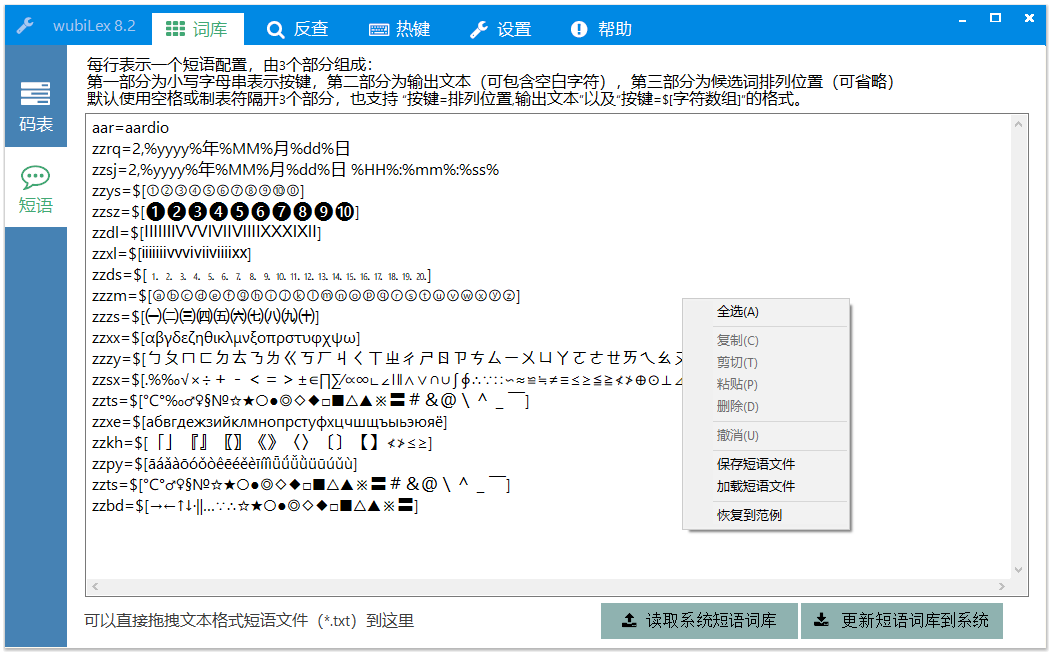 wubiLex 8.2
词库
反查
热键
设置
帮助
码表
短语
每行表示一个短语配置，由3个部分组成：
第一部分为小写字母串表示按键，第二部分为输出文本（可包含空白字符），第三部分为候选词排列位置（可省略）
默认使用空格或制表符隔开3个部分，也支持 "按键=排列位置,输出文本"以及"按键=$[字符数组]"的格式。
aar=aardio
zzrq=2,%yyyy%年%MM%月%dd%日
zzsj=2,%yyyy%年%MM%月%dd%日 %HH%:%mm%:%ss%
zzys=$[①②③④⑤⑥⑦⑧⑨⑩⓪]
zzsz=$[❶❷❸❹❺❻❼❽❾❿]
zzdl=$[ⅠⅡⅢⅣⅤⅥⅦⅧⅨⅩⅪⅫ]
zzxl=$[ⅰⅱⅲⅳⅴⅵⅶⅷⅸⅹ]
zzds=$[⒈⒉⒊⒋⒌⒍⒎⒏⒐⒑⒒⒓⒔⒕⒖⒗⒘⒙⒚⒛]
zzzm=$[ⓐⓑⓒⓓⓔⓕⓖⓗⓘⓙⓚⓛⓜⓝⓞⓟⓠⓡⓢⓣⓤⓥⓦⓧⓨⓩ]
zzzs=$[㈠㈡㈢㈣㈤㈥㈦㈧㈨㈩]
zzxx=$[αβγδεζηθικλμνξοπρστυφχψω]
zzzy=$[ㄅㄆㄇㄈㄉㄊㄋㄌㄍㄎㄏㄐㄑㄒㄓㄔㄕㄖㄗㄘㄙㄧㄨㄩㄚㄛㄜㄝㄞㄟㄠㄡ
zzsx=$[.%‰√×÷＋－＜＝＞±∈∏∑∕∝∞∟∠∣∥∧∨∩∪∫∮∴∵∷∽≈≌≒≠≡≤≥≦≧≮≯⊕⊙⊥⊿
zzts=$[℃℉‰♂♀§№☆★○●◎◇◆□■△▲※〓＃＆＠＼＾＿￣]
zzxe=$[абвгдежзийклмнопрстуфхцчшщъыьэюяё]
zzkh=$[「」『』〖〗《》〈〉〔〕【】≮≯≤≥]
zzpy=$[āáǎàōóǒòêēéěèīíǐìǖǘǚǜüūúǔù]
zzts=$[℃♂♀§№☆★○●◎◇◆□■△▲※〓＃＆＠＼＾＿￣]
zzbd=$[→←↑↓·‖…∵∴☆★○●◎◇◆□■△▲※〓]
全选(A)
复制(C)
剪切(T)
粘贴(P)
删除(D)
撤消(U)
保存短语文件
加载短语文件
恢复到范例
可以直接拖拽文本格式短语文件（*.txt）到这里
读取系统短语词库
更新短语词库到系统